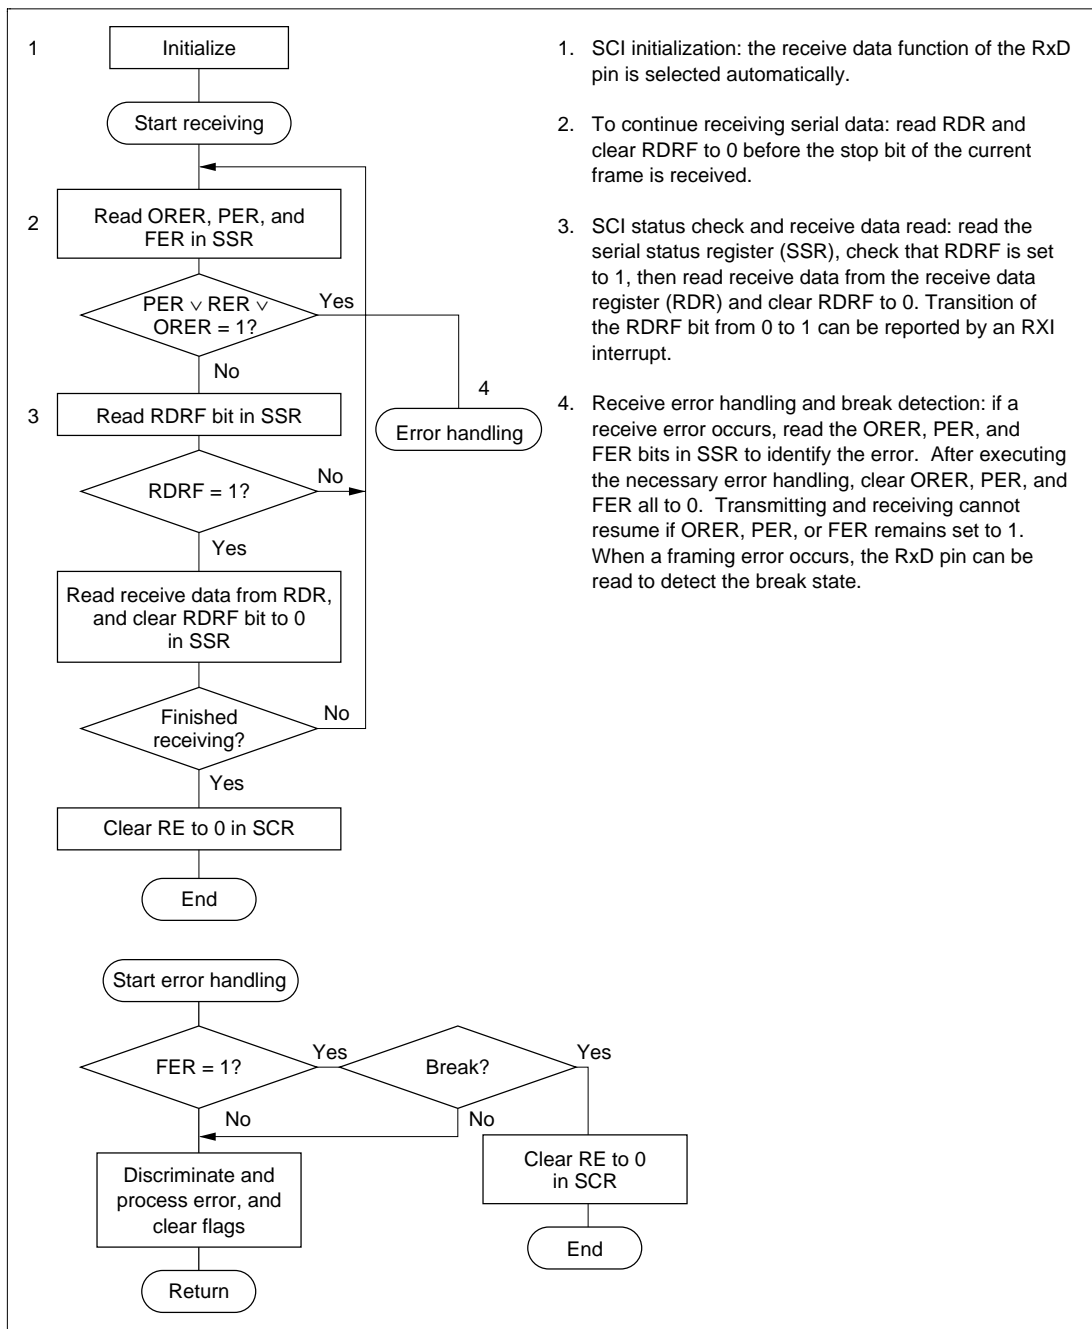 1
Initialize
Start receiving
2
Read ORER, PER, and
FER in SSR
PER ∨ RER ∨
ORER = 1?
Yes
No
4
Error handling
3
Read RDRF bit in SSR
RDRF = 1?
No
Yes
Read receive data from RDR,
and clear RDRF bit to 0
in SSR
Finished
receiving?
No
Yes
Clear RE to 0 in SCR
End
1. SCI initialization: the receive data function of the RxD
pin is selected automatically.
2. To continue receiving serial data: read RDR and
clear RDRF to 0 before the stop bit of the current
frame is received.
3. SCI status check and receive data read: read the
serial status register (SSR), check that RDRF is set
to 1, then read receive data from the receive data
register (RDR) and clear RDRF to 0. Transition of
the RDRF bit from 0 to 1 can be reported by an RXI
interrupt.
4. Receive error handling and break detection: if a
receive error occurs, read the ORER, PER, and
FER bits in SSR to identify the error. After executing
the necessary error handling, clear ORER, PER, and
FER all to 0. Transmitting and receiving cannot
resume if ORER, PER, or FER remains set to 1.
When a framing error occurs, the RxD pin can be
read to detect the break state.
Start error handling
FER = 1?
Yes
Break?
Yes
No
No
Clear RE to 0
in SCR
End
Discriminate and
process error, and
clear flags
Return